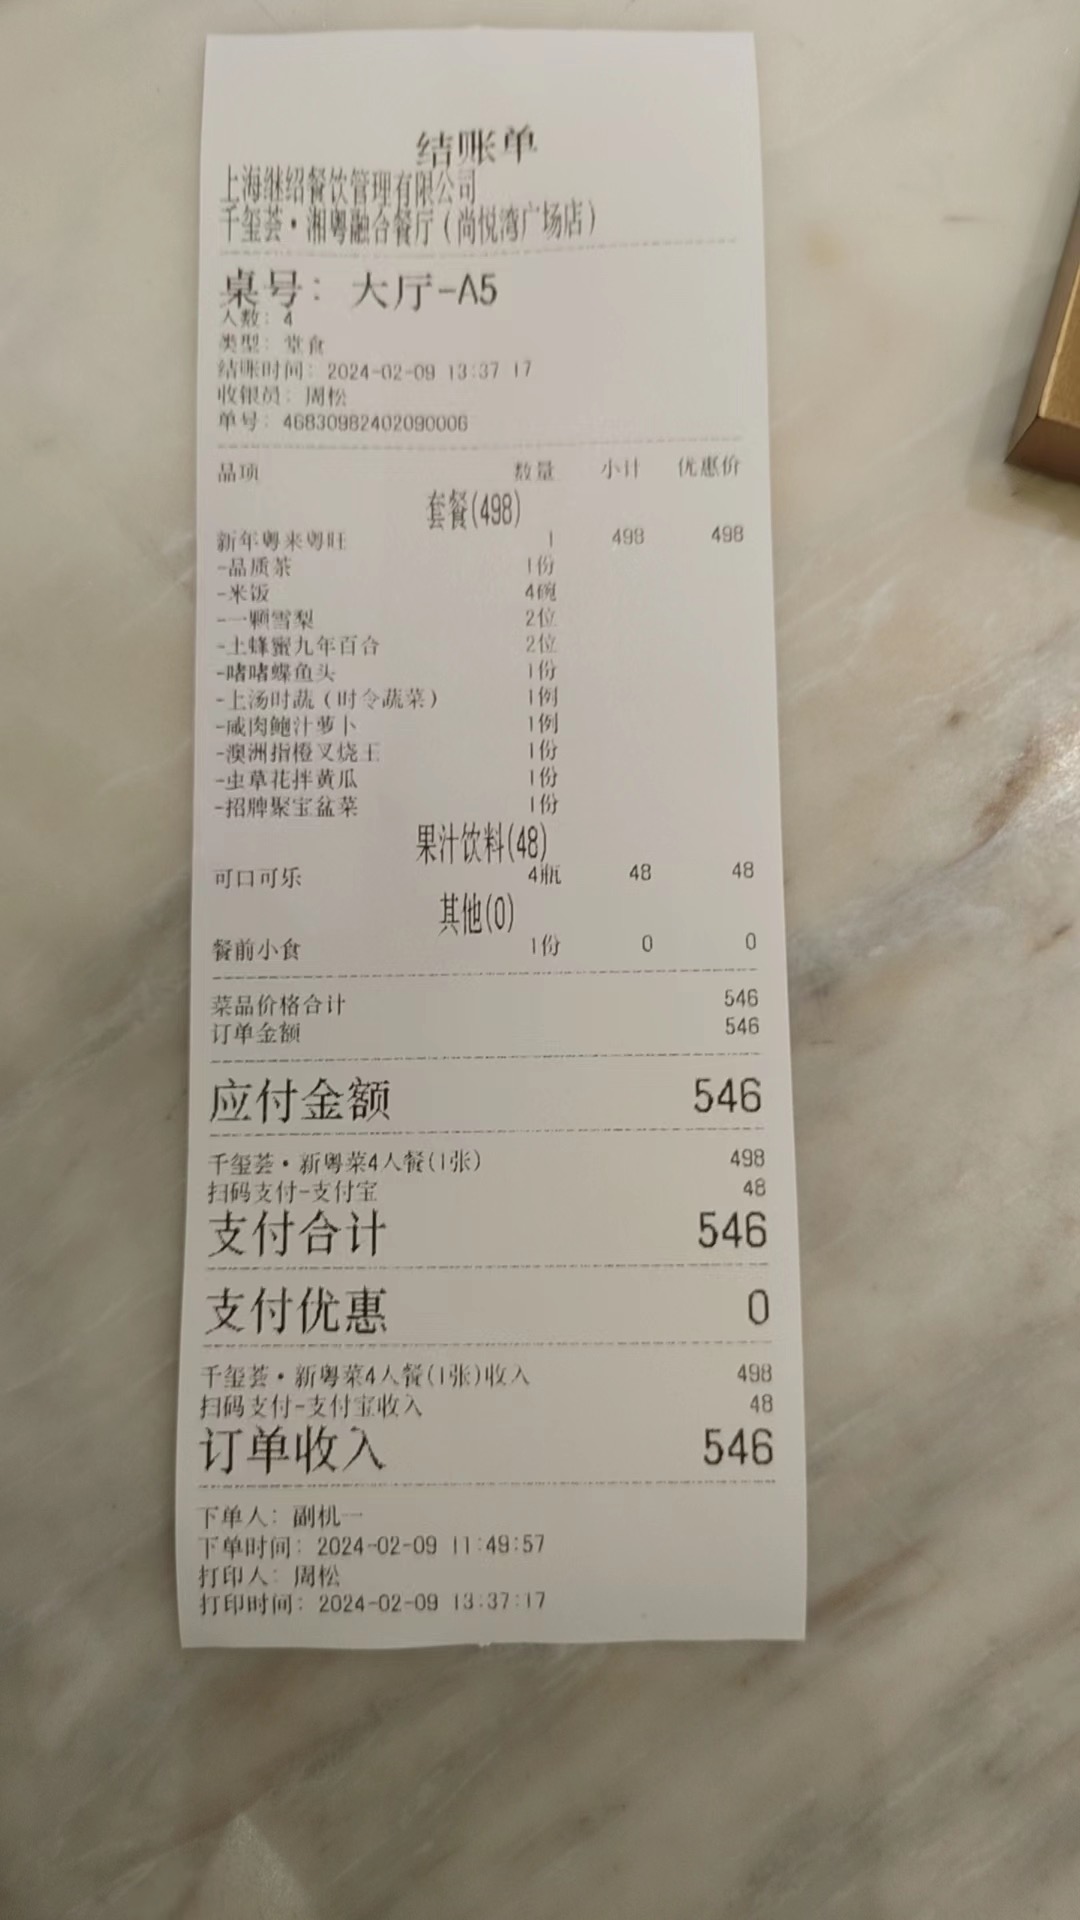 结账单
上海继绍餐饮管理有限公司
千玺荟·湘粤融合餐厅(尚悦湾广场店)
桌号: 大厅-A5
人数: 4
类型: 堂食
结账时间: 2024-02-09 13:37 17
收银员: 周松
单号: 46830982402090006
品项 数量 小计 优惠价
套餐(498)
新年粤来粤旺 1 498 498
-品质茶 1份
-米饭 4碗
-一颗雪梨 2位
-土蜂蜜九年百合 2位
-啫啫鲽鱼头 1份
-上汤时蔬(时令蔬菜) 1例
-咸肉鲍汁萝卜 1例
-澳洲指橙叉烧王 1份
-虫草花拌黄瓜 1份
-招牌聚宝盆菜 1份
果汁饮料(48)
可口可乐 4瓶 48 48
其他(0)
餐前小食 1份 0 0
菜品价格合计 546
订单金额 546
应付金额 546
千玺荟·新粤菜4人餐(1张) 498
扫码支付-支付宝 48
支付合计 546
支付优惠 0
千玺荟·新粤菜4人餐(1张)收入 498
扫码支付-支付宝收入 48
订单收入 546
下单人: 副机一
下单时间: 2024-02-09 11:49:57
打印人: 周松
打印时间: 2024-02-09 13:37:17